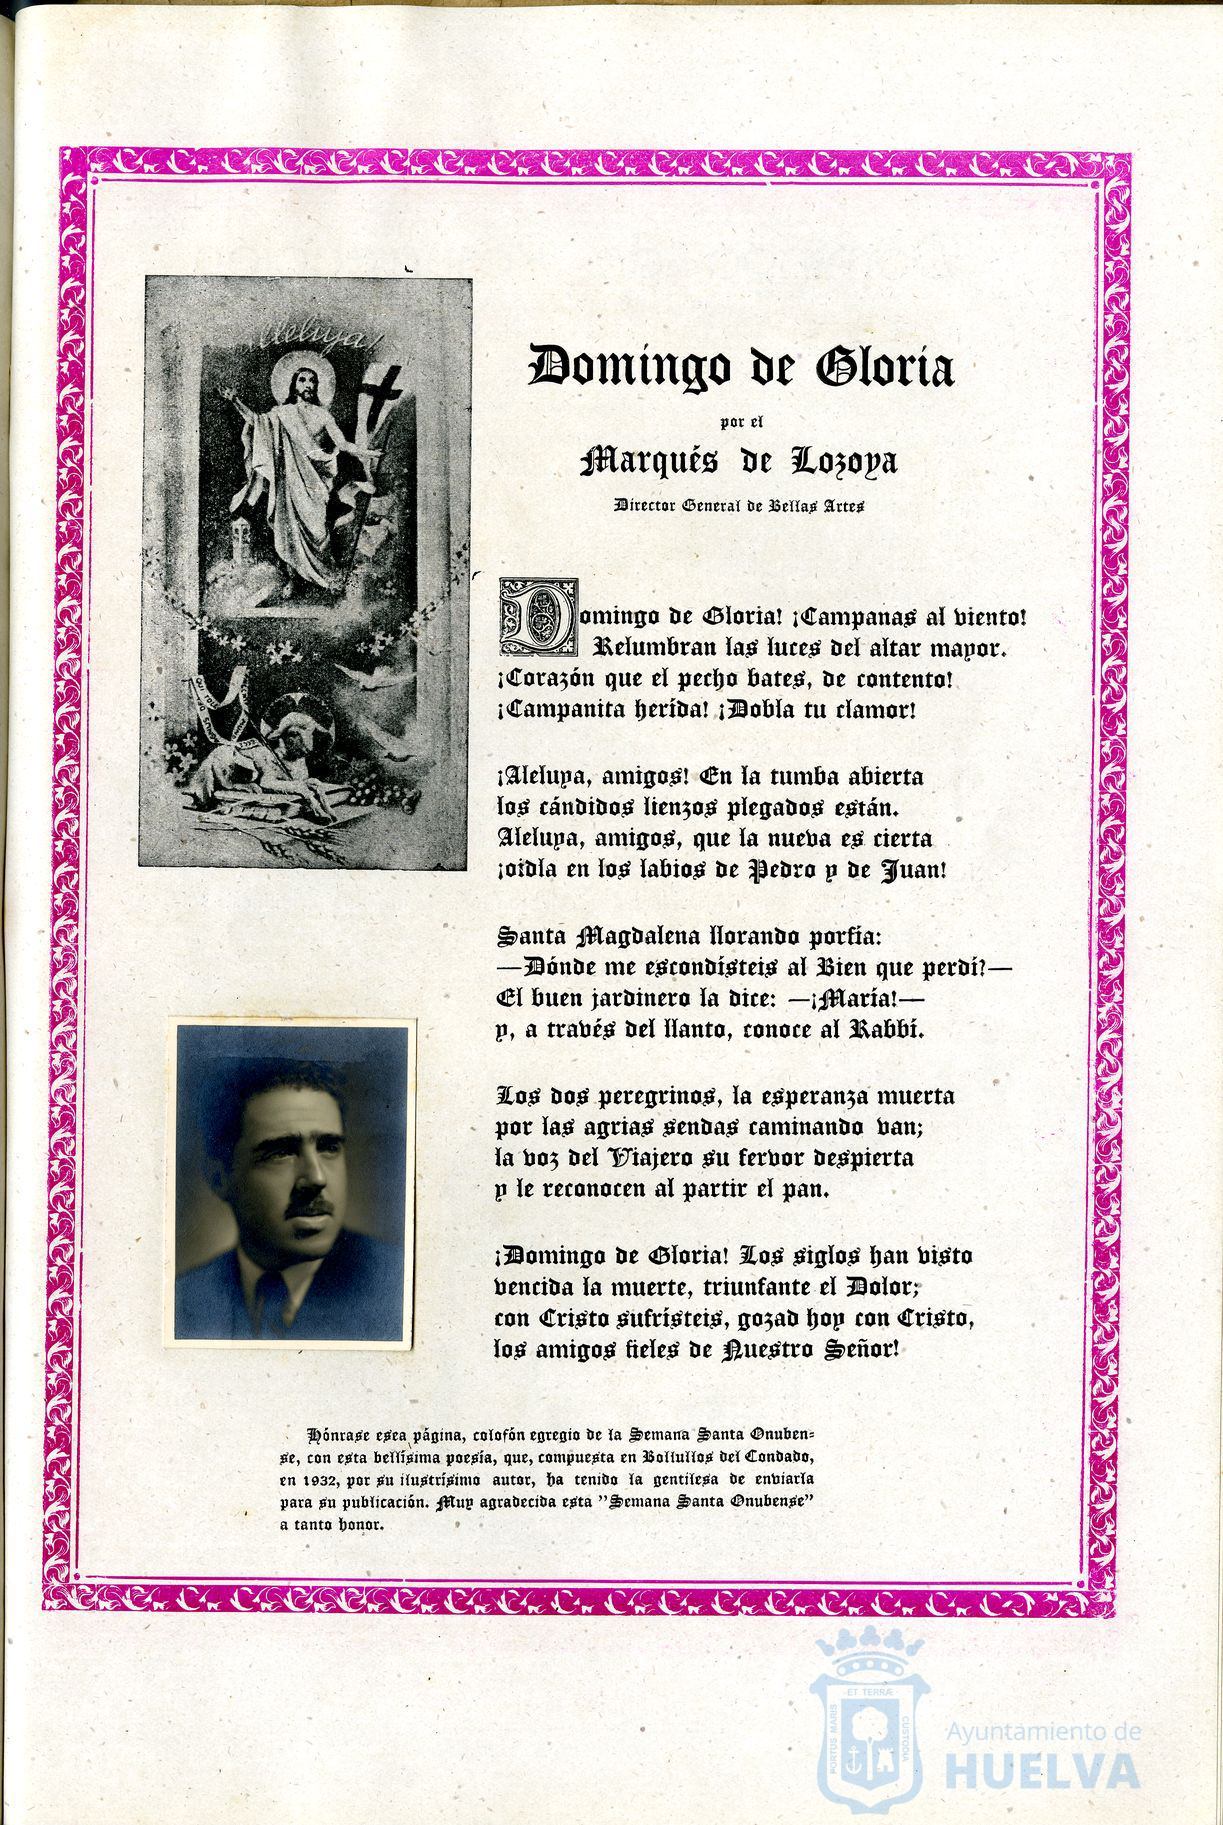 Alleluya!
Domingo de Gloria
por el
Marqués de Lozoya
Director General de Bellas Artes
Domingo de Gloria! ¡Campanas al viento!
Relumbran las luces del altar mayor.
¡Corazón que el pecho bates, de contento!
¡Campanita herida! ¡Dobla tu clamor!
¡Aleluya, amigos! En la tumba abierta
los cándidos lienzos plegados están.
Aleluya, amigos, que la nueva es cierta
¡oidla en los labios de Pedro y de Juan!
Santa Magdalena llorando porfía:
—Dónde me escondísteis al Bien que perdí?—
El buen jardinero la dice: —¡María!—
y, a través del llanto, conoce al Rabbí.
Los dos peregrinos, la esperanza muerta
por las agrias sendas caminando van;
la voz del Viajero su fervor despierta
y le reconocen al partir el pan.
¡Domingo de Gloria! Los siglos han visto
vencida la muerte, triunfante el Dolor;
con Cristo sufrísteis, gozad hoy con Cristo,
los amigos fieles de Nuestro Señor!
Hónrase esea página, colofón egregio de la Semana Santa Onuben=
se, con esta bellísima poesía, que, compuesta en Bollullos del Condado,
en 1932, por su ilustrísimo autor, ha tenido la gentilesa de enviarla
para su publicación. Muy agradecida esta "Semana Santa Onubense"
a tanto honor.
ET TERRÆ
PORTUS MARIS
CUSTODIA
Ayuntamiento de
HUELVA